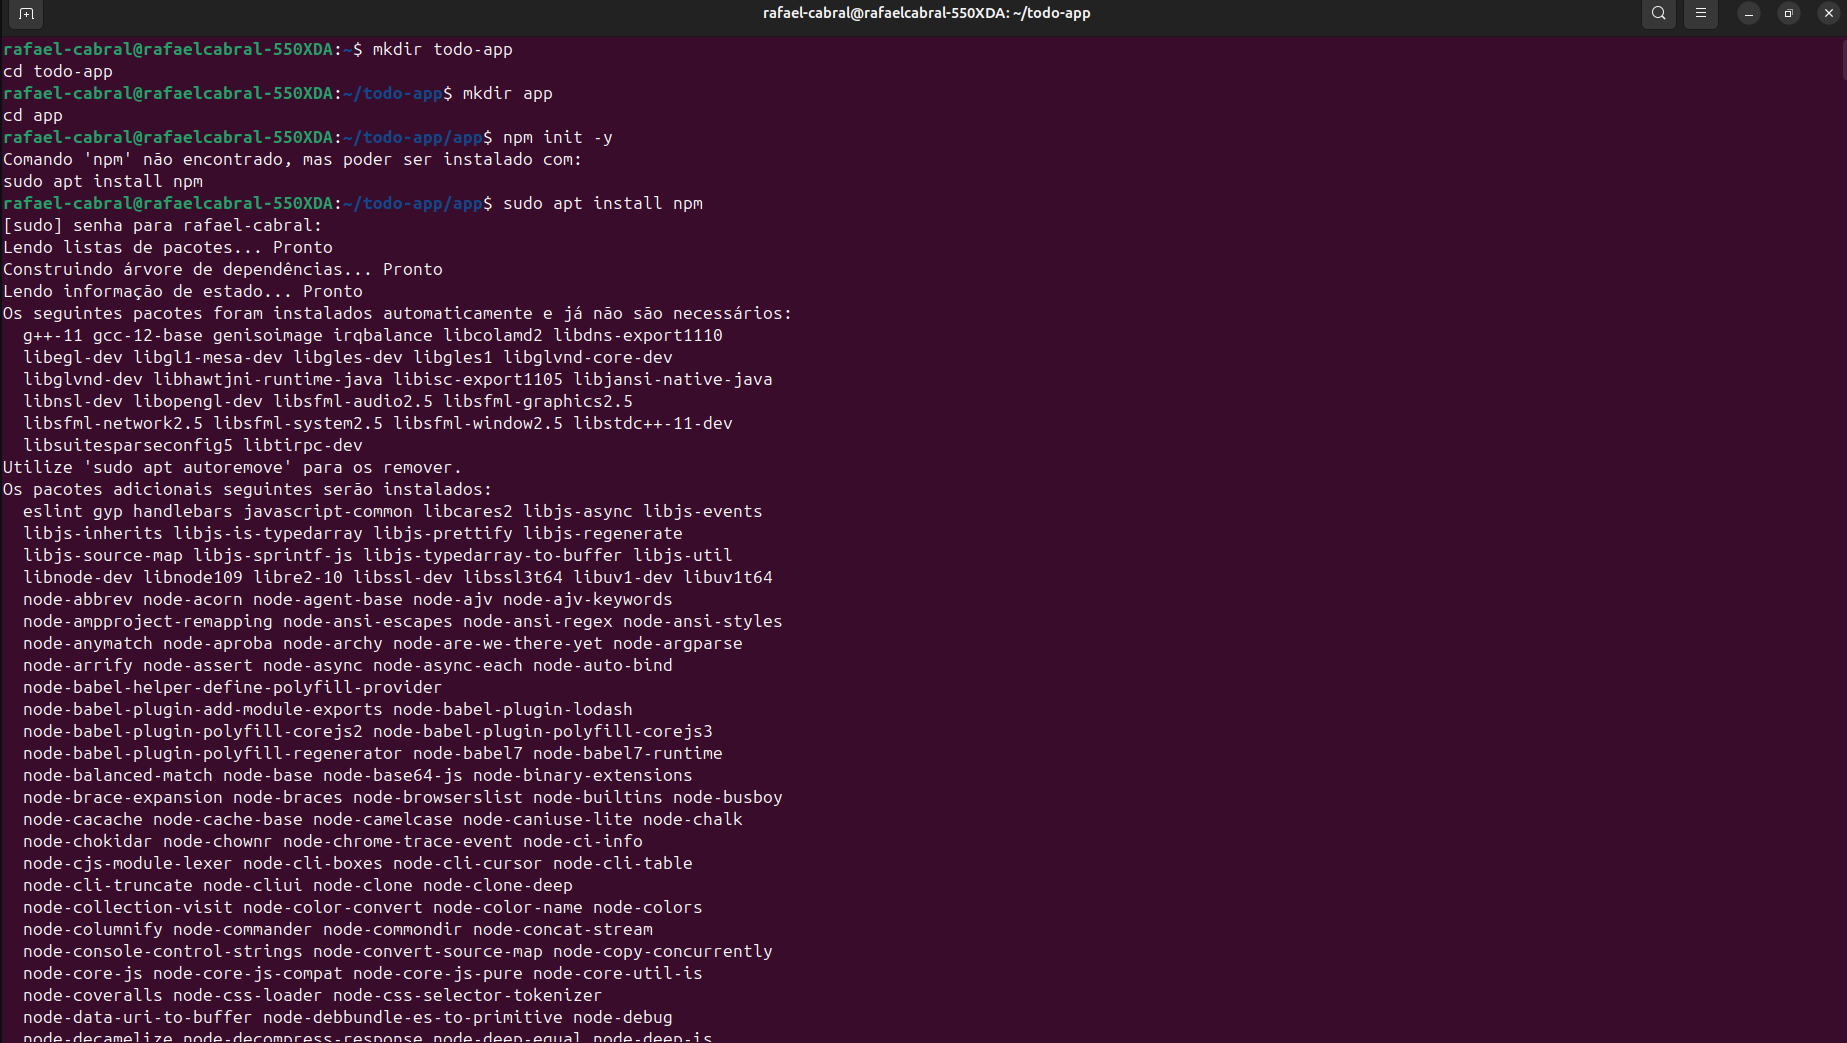 rafael-cabral@rafaelcabral-550XDA: ~/todo-app
rafael-cabral@rafaelcabral-550XDA:~$ mkdir todo-app
cd todo-app
rafael-cabral@rafaelcabral-550XDA:~/todo-app$ mkdir app
cd app
rafael-cabral@rafaelcabral-550XDA:~/todo-app/app$ npm init -y
Comando 'npm' não encontrado, mas poder ser instalado com:
sudo apt install npm
rafael-cabral@rafaelcabral-550XDA:~/todo-app/app$ sudo apt install npm
[sudo] senha para rafael-cabral:
Lendo listas de pacotes... Pronto
Construindo árvore de dependências... Pronto
Lendo informação de estado... Pronto
Os seguintes pacotes foram instalados automaticamente e já não são necessários:
g++-11 gcc-12-base genisoimage irqbalance libcolamd2 libdns-export1110
libegl-dev libgl1-mesa-dev libgles-dev libgles1 libglvnd-core-dev
libglvnd-dev libhawtjni-runtime-java libisc-export1105 libjansi-native-java
libnsl-dev libopengl-dev libsfml-audio2.5 libsfml-graphics2.5
libsfml-network2.5 libsfml-system2.5 libsfml-window2.5 libstdc++-11-dev
libsuitesparseconfig5 libtirpc-dev
Utilize 'sudo apt autoremove' para os remover.
Os pacotes adicionais seguintes serão instalados:
eslint gyp handlebars javascript-common libcares2 libjs-async libjs-events
libjs-inherits libjs-is-typedarray libjs-prettify libjs-regenerate
libjs-source-map libjs-sprintf-js libjs-typedarray-to-buffer libjs-util
libnode-dev libnode109 libre2-10 libssl-dev libssl3t64 libuv1-dev libuv1t64
node-abbrev node-acorn node-agent-base node-ajv node-ajv-keywords
node-ampproject-remapping node-ansi-escapes node-ansi-regex node-ansi-styles
node-anymatch node-aproba node-archy node-are-we-there-yet node-argparse
node-arrify node-assert node-async node-async-each node-auto-bind
node-babel-helper-define-polyfill-provider
node-babel-plugin-add-module-exports node-babel-plugin-lodash
node-babel-plugin-polyfill-corejs2 node-babel-plugin-polyfill-corejs3
node-babel-plugin-polyfill-regenerator node-babel7 node-babel7-runtime
node-balanced-match node-base node-base64-js node-binary-extensions
node-brace-expansion node-braces node-browserslist node-builtins node-busboy
node-cacache node-cache-base node-camelcase node-caniuse-lite node-chalk
node-chokidar node-chownr node-chrome-trace-event node-ci-info
node-cjs-module-lexer node-cli-boxes node-cli-cursor node-cli-table
node-cli-truncate node-cliui node-clone node-clone-deep
node-collection-visit node-color-convert node-color-name node-colors
node-columnify node-commander node-commondir node-concat-stream
node-console-control-strings node-convert-source-map node-copy-concurrently
node-core-js node-core-js-compat node-core-js-pure node-core-util-is
node-coveralls node-css-loader node-css-selector-tokenizer
node-data-uri-to-buffer node-debbundle-es-to-primitive node-debug
node-decamelize node-decompress-response node-deep-equal node-deep-is